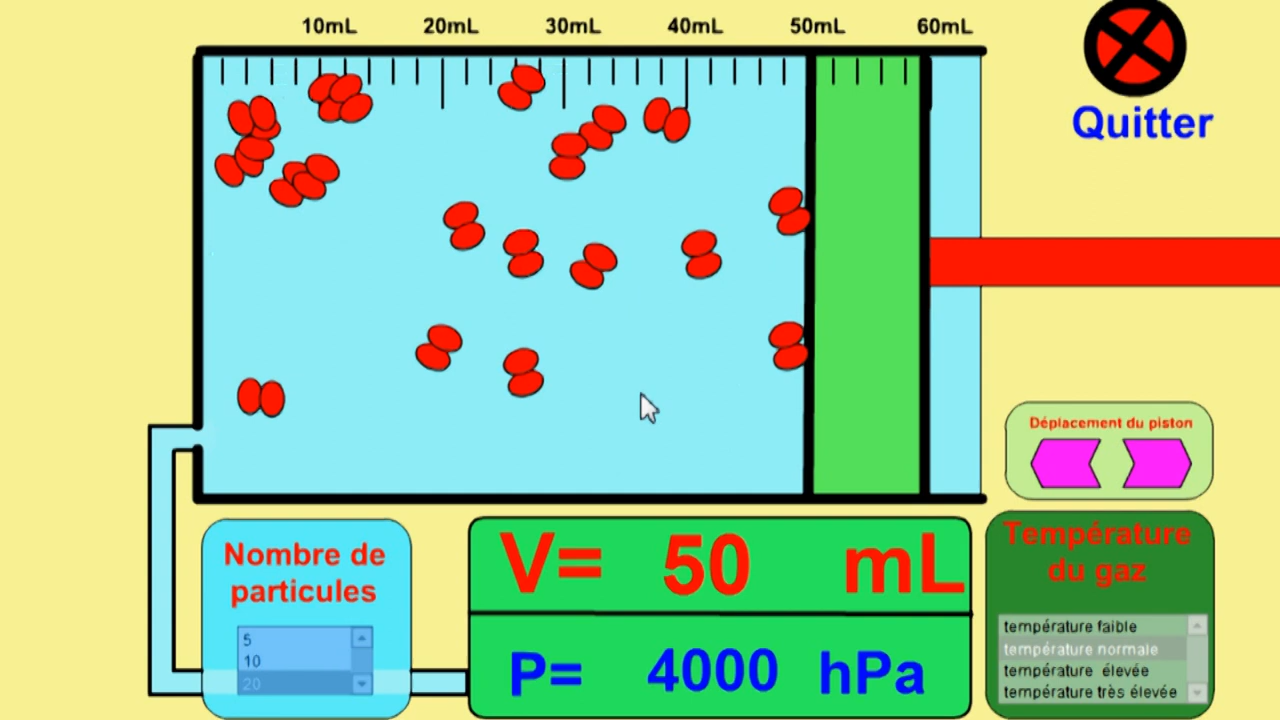 10mL 20mL 30mL 40mL 50mL 60mL
Quitter
Déplacement du piston
Nombre de
particules
5
10
20
V= 50 mL
P= 4000 hPa
Température
du gaz
température faible
température normale
température élevée
température très élevée